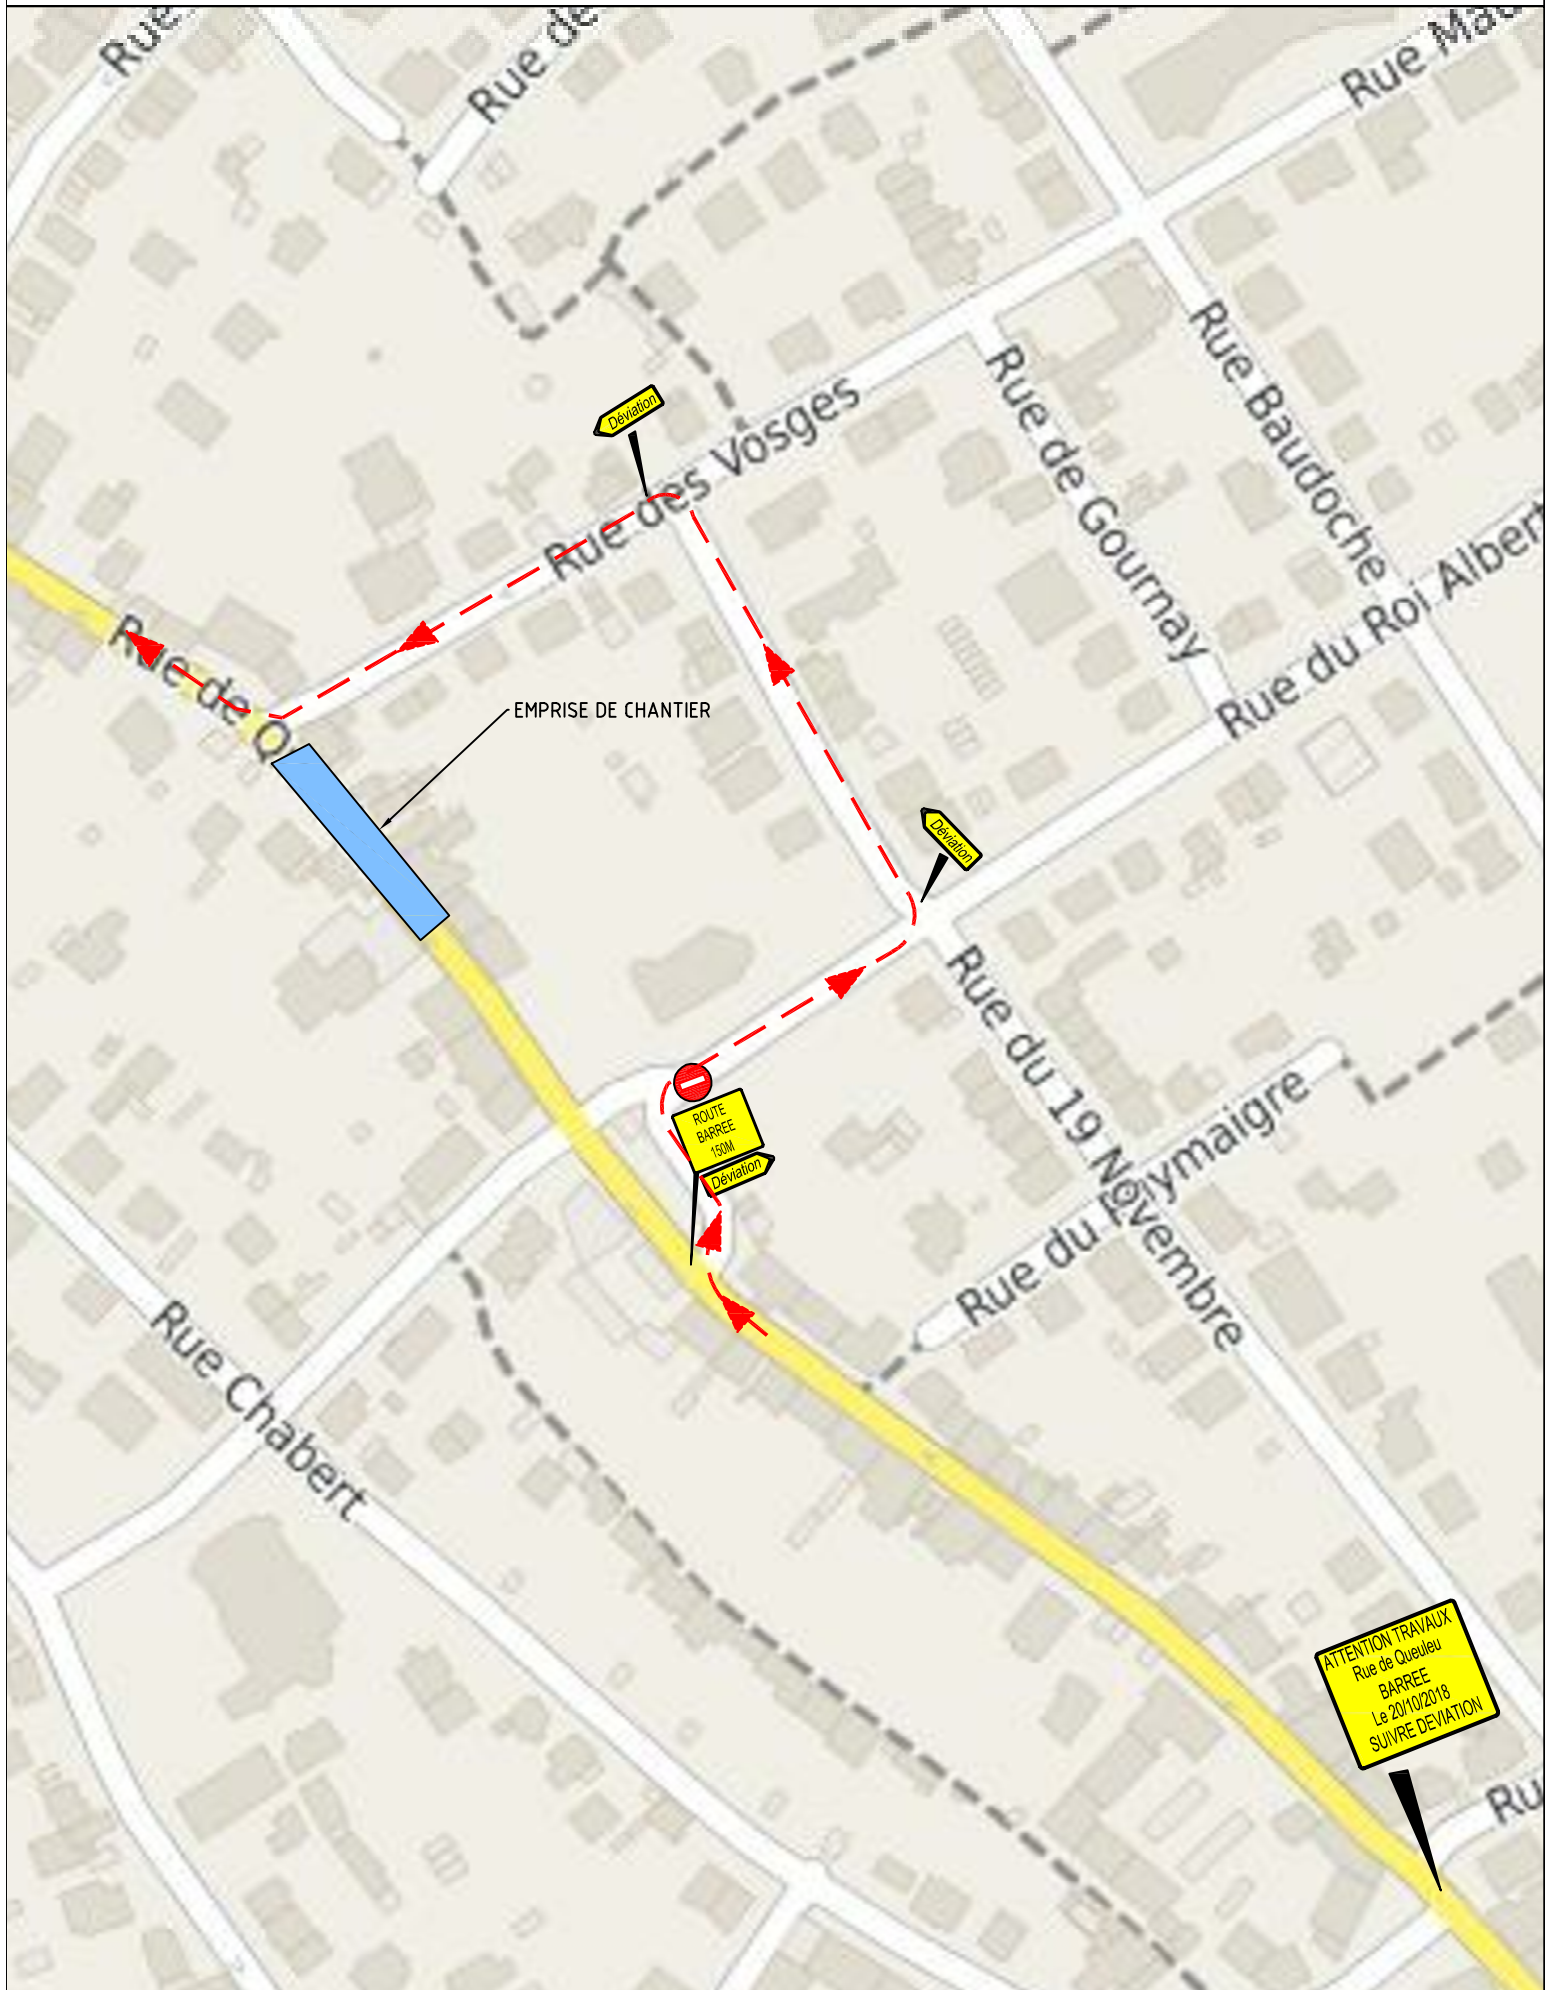 Rue
Rue de
Rue Mau
Déviation
Rue des Vosges
Rue de Gournay
Rue Baudoche
Rue du Roi Albert
Rue de Q
EMPRISE DE CHANTIER
Déviation
Rue du 19 Novembre
ROUTE
BARREE
150M
Déviation
Rue du Epymaigre
Rue Chabert
ATTENTION TRAVAUX
Rue de Queuleu
BARREE
Le 20/10/2018
SUIVRE DEVIATION
Ru